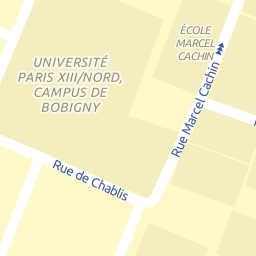 ÉCOLE
MARCEL
CACHIN
UNIVERSITÉ
PARIS XIII/NORD,
CAMPUS DE
BOBIGNY
Rue Marcel Cachin
Rue de Chablis